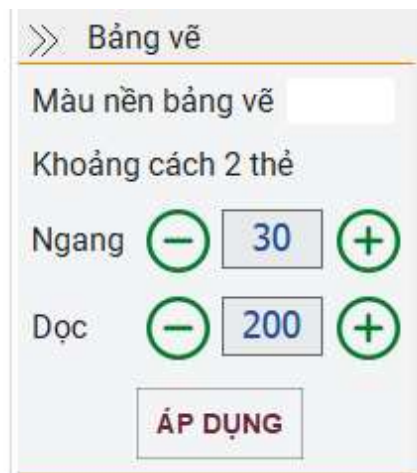 Bảng vẽ
Màu nền bảng vẽ
Khoảng cách 2 thẻ
Ngang 30
Dọc 200
ÁP DỤNG